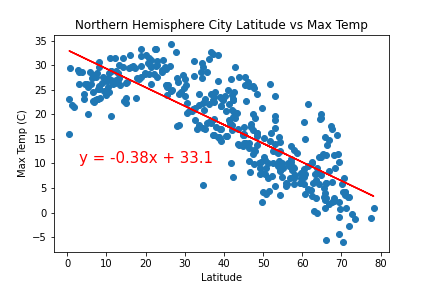 Northern Hemisphere City Latitude vs Max Temp
35
30
25
20
15
10
5
0
−5
Max Temp (C)
y = -0.38x + 33.1
0 10 20 30 40 50 60 70 80
Latitude